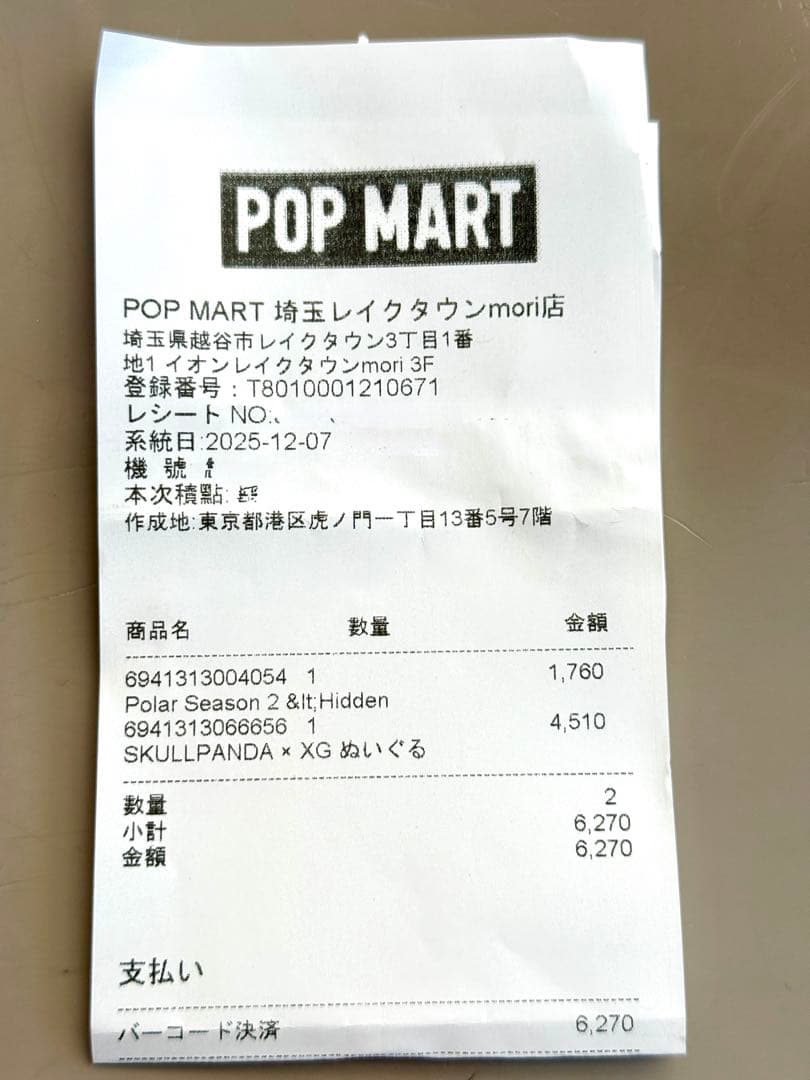 POP MART
POP MART 埼玉レイクタウンmori店
埼玉県越谷市レイクタウン3丁目1番
地1 イオンレイクタウンmori 3F
登録番号：T8010001210671
レシート NO:
系統日:2025-12-07
機 號
本次積點:
作成地:東京都港区虎ノ門一丁目13番5号7階
商品名 數量 金額
6941313004054 1 1,760
Polar Season 2 &lt;Hidden
6941313066656 1 4,510
SKULLPANDA × XG ぬいぐる
數量 2
小計 6,270
金額 6,270
支払い
バーコード決済 6,270